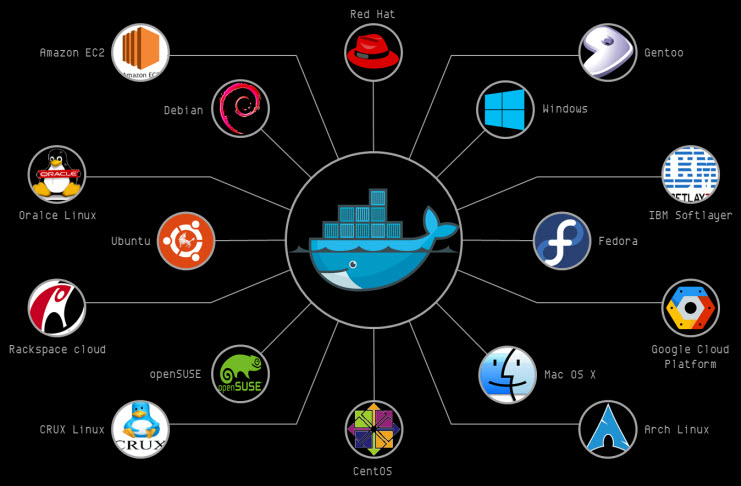 Red Hat
Amazon EC2
Amazon EC2
Gentoo
Debian
Windows
ORACLE
Oralce Linux
IBM
IBM Softlayer
Ubuntu
Fedora
Rackspace cloud
Google Cloud
Platform
openSUSE
openSUSE
Mac OS X
CRUX Linux
CRUX
Arch Linux
CentOS